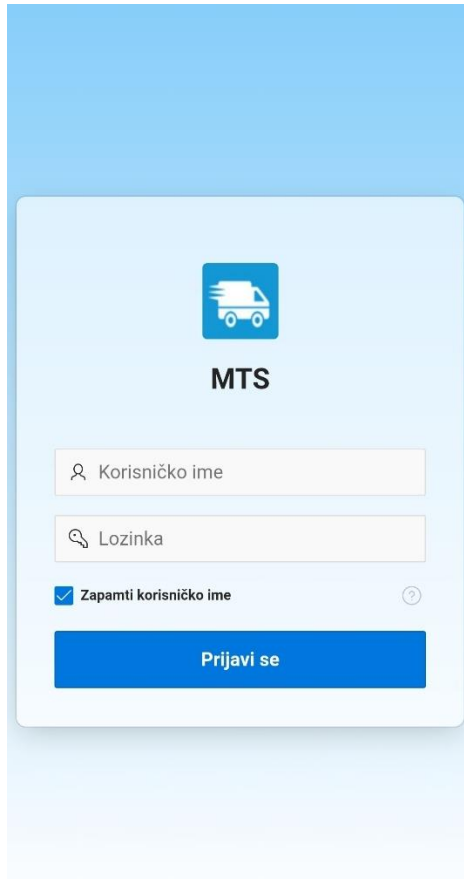 MTS
Korisničko ime
Lozinka
Zapamti korisničko ime
?
Prijavi se